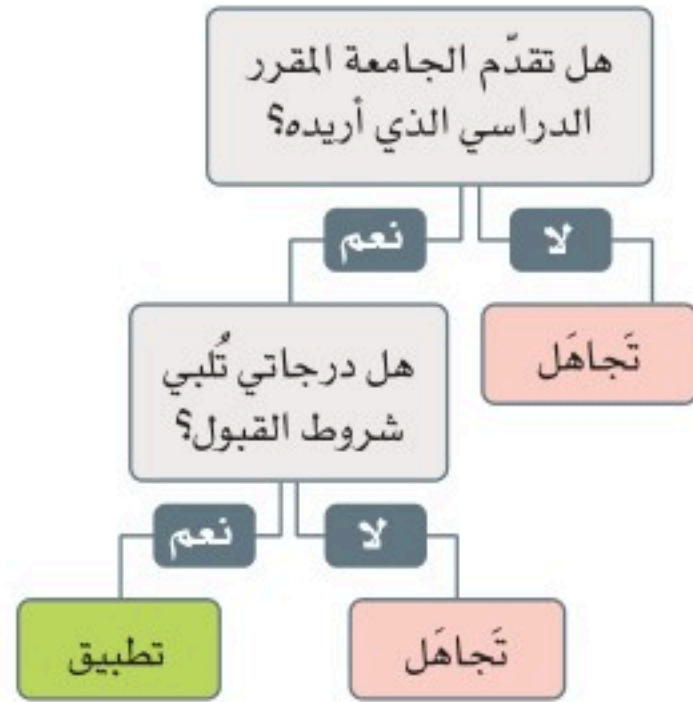 هل تقدّم الجامعة المقرر
الدراسي الذي أريده؟
لا
نعم
تَجاهَل
هل درجاتي تُلبي
شروط القبول؟
لا
نعم
تَجاهَل
تطبيق